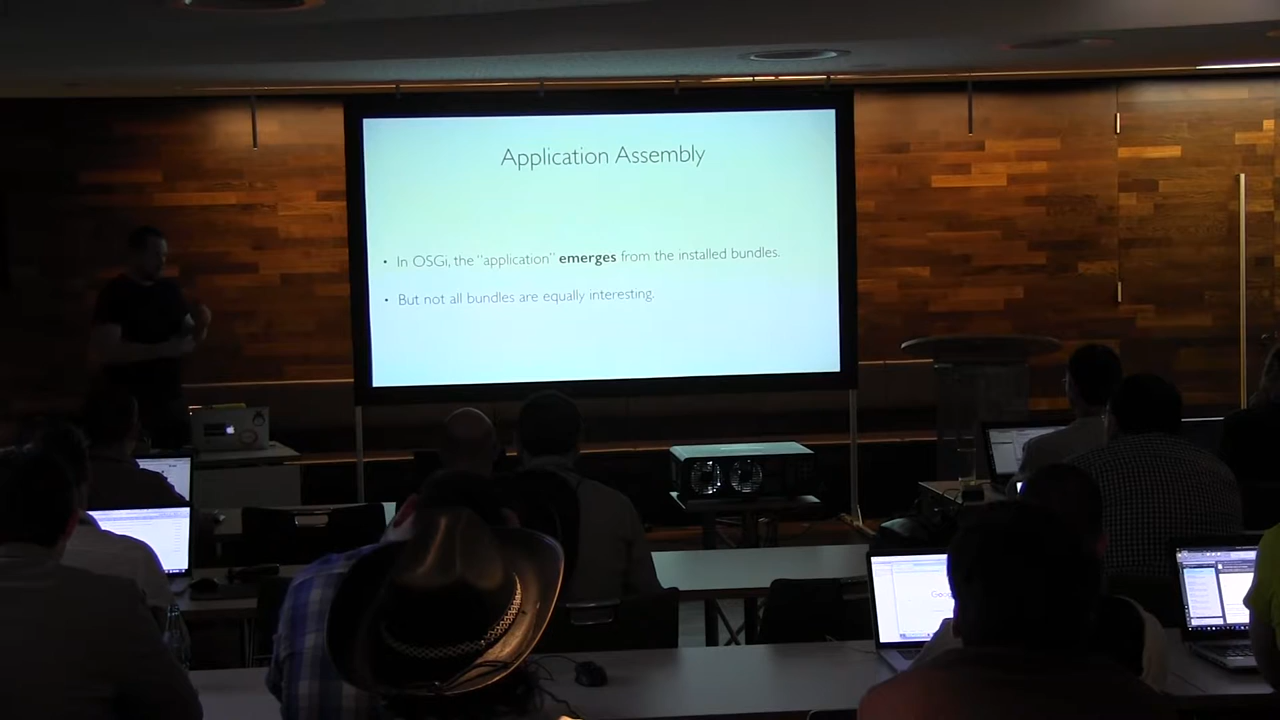 Application Assembly
• In OSGi, the "application" emerges from the installed bundles.
• But not all bundles are equally interesting.